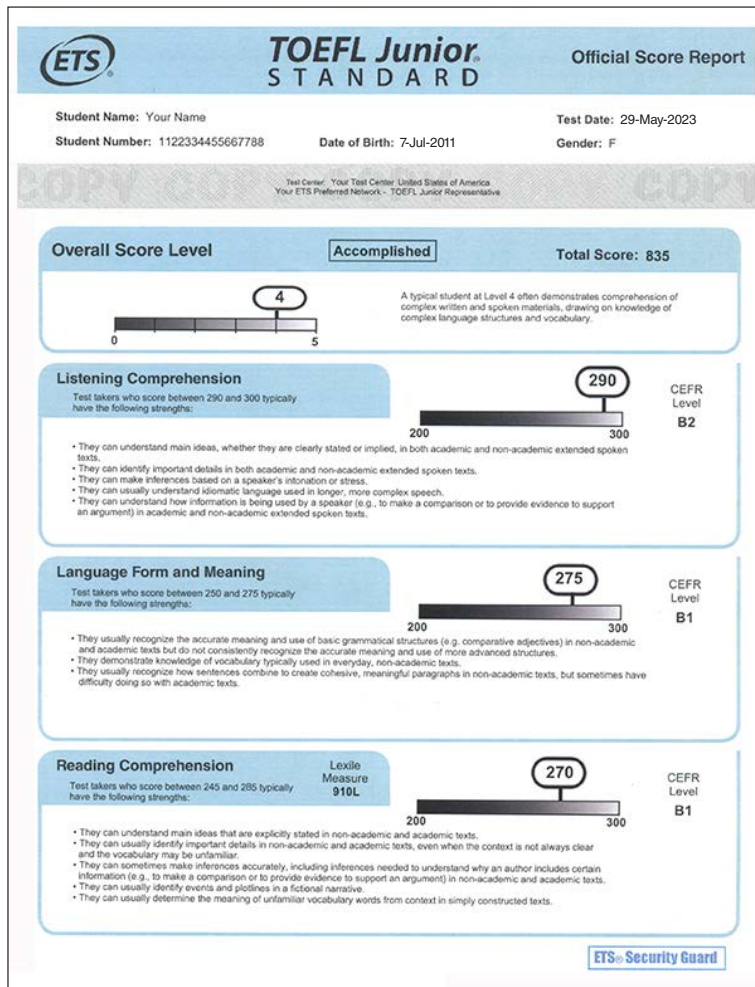 ETS®
TOEFL Junior®
STANDARD
Official Score Report
Student Name: Your Name
Test Date: 29-May-2023
Student Number: 1122334455667788
Date of Birth: 7-Jul-2011
Gender: F
COPY COPY COPY
Test Center: Your Test Center United States of America
Your ETS Preferred Network - TOEFL Junior Representative
Overall Score Level
Accomplished
Total Score: 835
4
0
5
A typical student at Level 4 often demonstrates comprehension of
complex written and spoken materials, drawing on knowledge of
complex language structures and vocabulary.
Listening Comprehension
Test takers who score between 290 and 300 typically
have the following strengths:
290
200
300
CEFR
Level
B2
• They can understand main ideas, whether they are clearly stated or implied, in both academic and non-academic extended spoken
texts.
• They can identify important details in both academic and non-academic extended spoken texts.
• They can make inferences based on a speaker's intonation or stress.
• They can usually understand idiomatic language used in longer, more complex speech.
• They can understand how information is being used by a speaker (e.g., to make a comparison or to provide evidence to support
an argument) in academic and non-academic extended spoken texts.
Language Form and Meaning
Test takers who score between 250 and 275 typically
have the following strengths:
275
200
300
CEFR
Level
B1
• They usually recognize the accurate meaning and use of basic grammatical structures (e.g. comparative adjectives) in non-academic
and academic texts but do not consistently recognize the accurate meaning and use of more advanced structures.
• They demonstrate knowledge of vocabulary typically used in everyday, non-academic texts.
• They usually recognize how sentences combine to create cohesive, meaningful paragraphs in non-academic texts, but sometimes have
difficulty doing so with academic texts.
Reading Comprehension
Test takers who score between 245 and 285 typically
have the following strengths:
Lexile
Measure
910L
270
200
300
CEFR
Level
B1
• They can understand main ideas that are explicitly stated in non-academic and academic texts.
• They can usually identify important details in non-academic and academic texts, even when the context is not always clear
and the vocabulary may be unfamiliar.
• They can sometimes make inferences accurately, including inferences needed to understand why an author includes certain
information (e.g., to make a comparison or to provide evidence to support an argument) in non-academic and academic texts.
• They can usually identify events and plotlines in a fictional narrative.
• They can usually determine the meaning of unfamiliar vocabulary words from context in simply constructed texts.
ETS® Security Guard